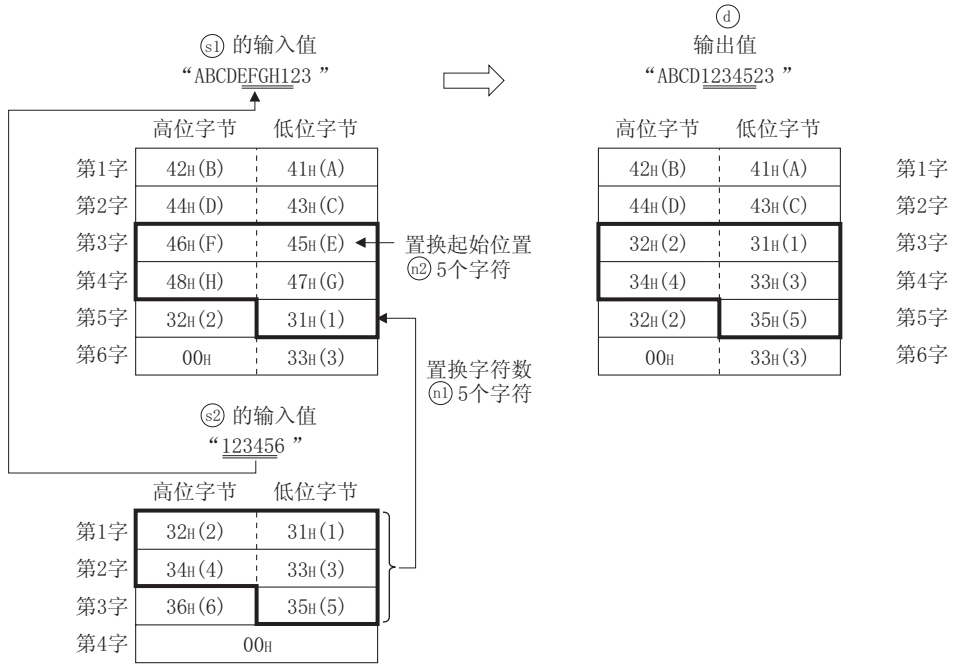 ⓢ1 的输入值
“ABCDEFGH123 ”
高位字节 低位字节
第1字 42H(B) 41H(A)
第2字 44H(D) 43H(C)
第3字 46H(F) 45H(E)
第4字 48H(H) 47H(G)
第5字 32H(2) 31H(1)
第6字 00H 33H(3)
置换起始位置
n2 5个字符
置换字符数
n1 5个字符
s2 的输入值
“123456 ”
高位字节 低位字节
第1字 32H(2) 31H(1)
第2字 34H(4) 33H(3)
第3字 36H(6) 35H(5)
第4字 00H
d
输出值
“ABCD1234523 ”
高位字节 低位字节
42H(B) 41H(A) 第1字
44H(D) 43H(C) 第2字
32H(2) 31H(1) 第3字
34H(4) 33H(3) 第4字
32H(2) 35H(5) 第5字
00H 33H(3) 第6字